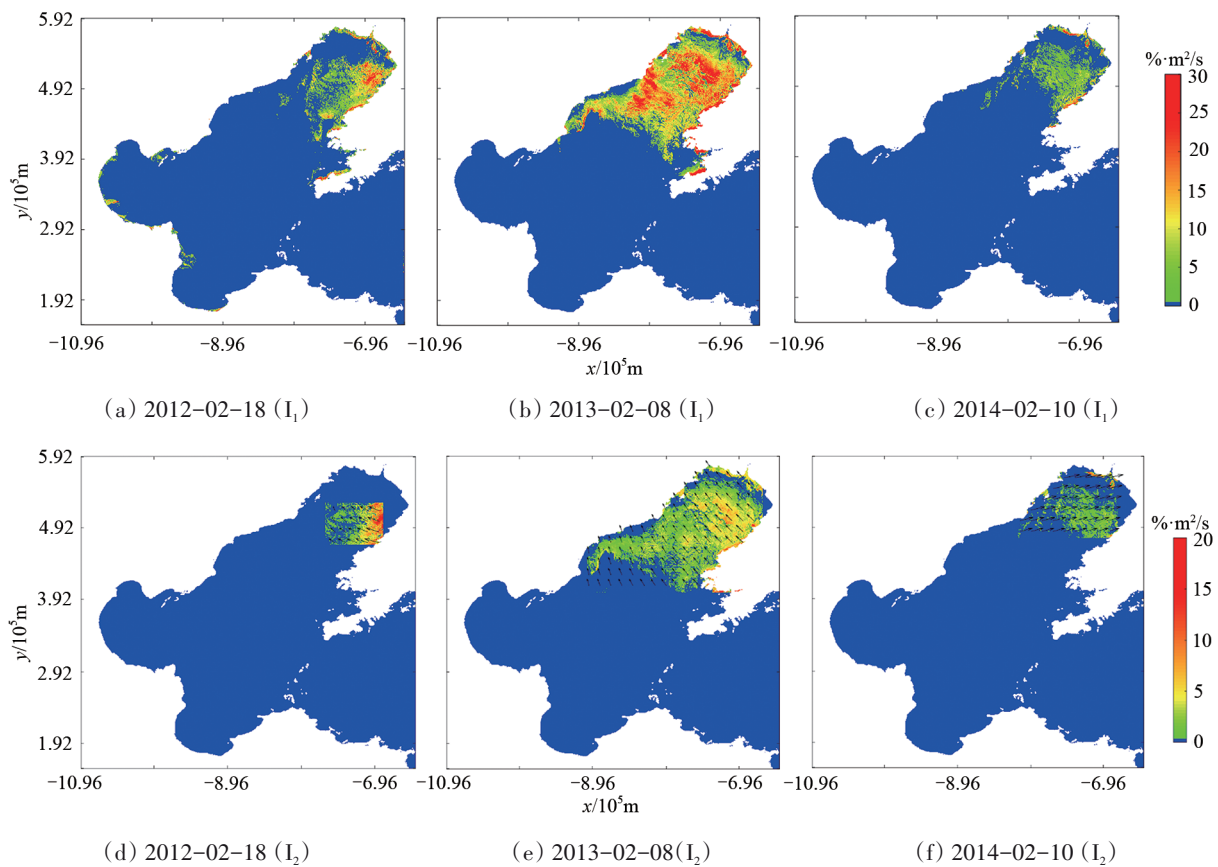 5.92
4.92
3.92
2.92
1.92
y/10⁵m
−10.96 −8.96 −6.96
−10.96 −8.96 −6.96
−10.96 −8.96 −6.96
x/10⁵m
%·m²/s
30
25
20
15
10
5
0
(a) 2012−02−18 (I₁)
(b) 2013−02−08 (I₁)
(c) 2014−02−10 (I₁)
5.92
4.92
3.92
2.92
1.92
y/10⁵m
−10.96 −8.96 −6.96
−10.96 −8.96 −6.96
−10.96 −8.96 −6.96
x/10⁵m
%·m²/s
20
15
10
5
0
(d) 2012−02−18 (I₂)
(e) 2013−02−08(I₂)
(f) 2014−02−10 (I₂)